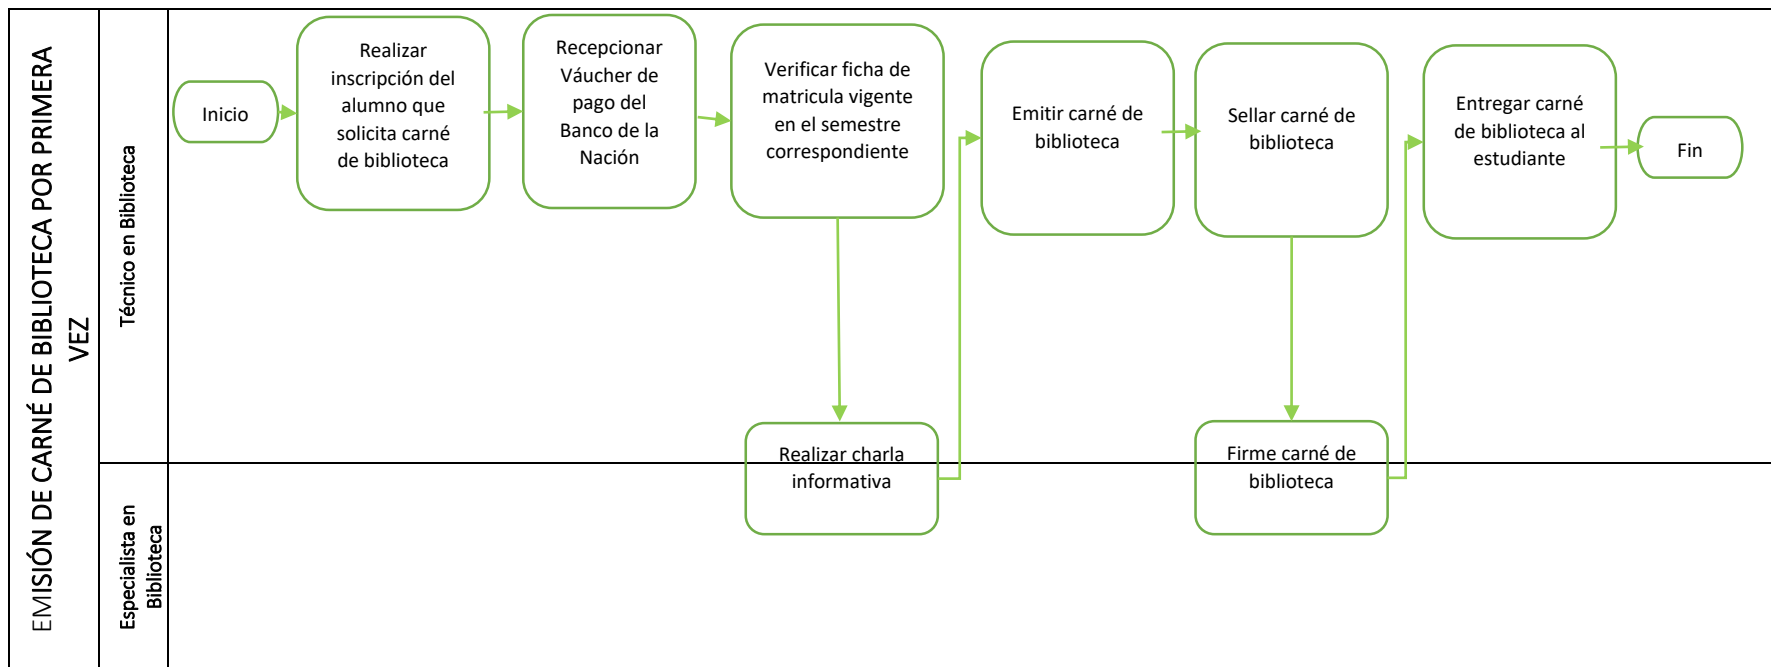 EMISIÓN DE CARNÉ DE BIBLIOTECA POR PRIMERA
VEZ
Técnico en Biblioteca
Inicio
Realizar
inscripción del
alumno que
solicita carné
de biblioteca
Recepcionar
Váucher de
pago del
Banco de la
Nación
Verificar ficha de
matricula vigente
en el semestre
correspondiente
Emitir carné de
biblioteca
Sellar carné de
biblioteca
Entregar carné
de biblioteca al
estudiante
Fin
Realizar charla
informativa
Firme carné de
biblioteca
Especialista en
Biblioteca